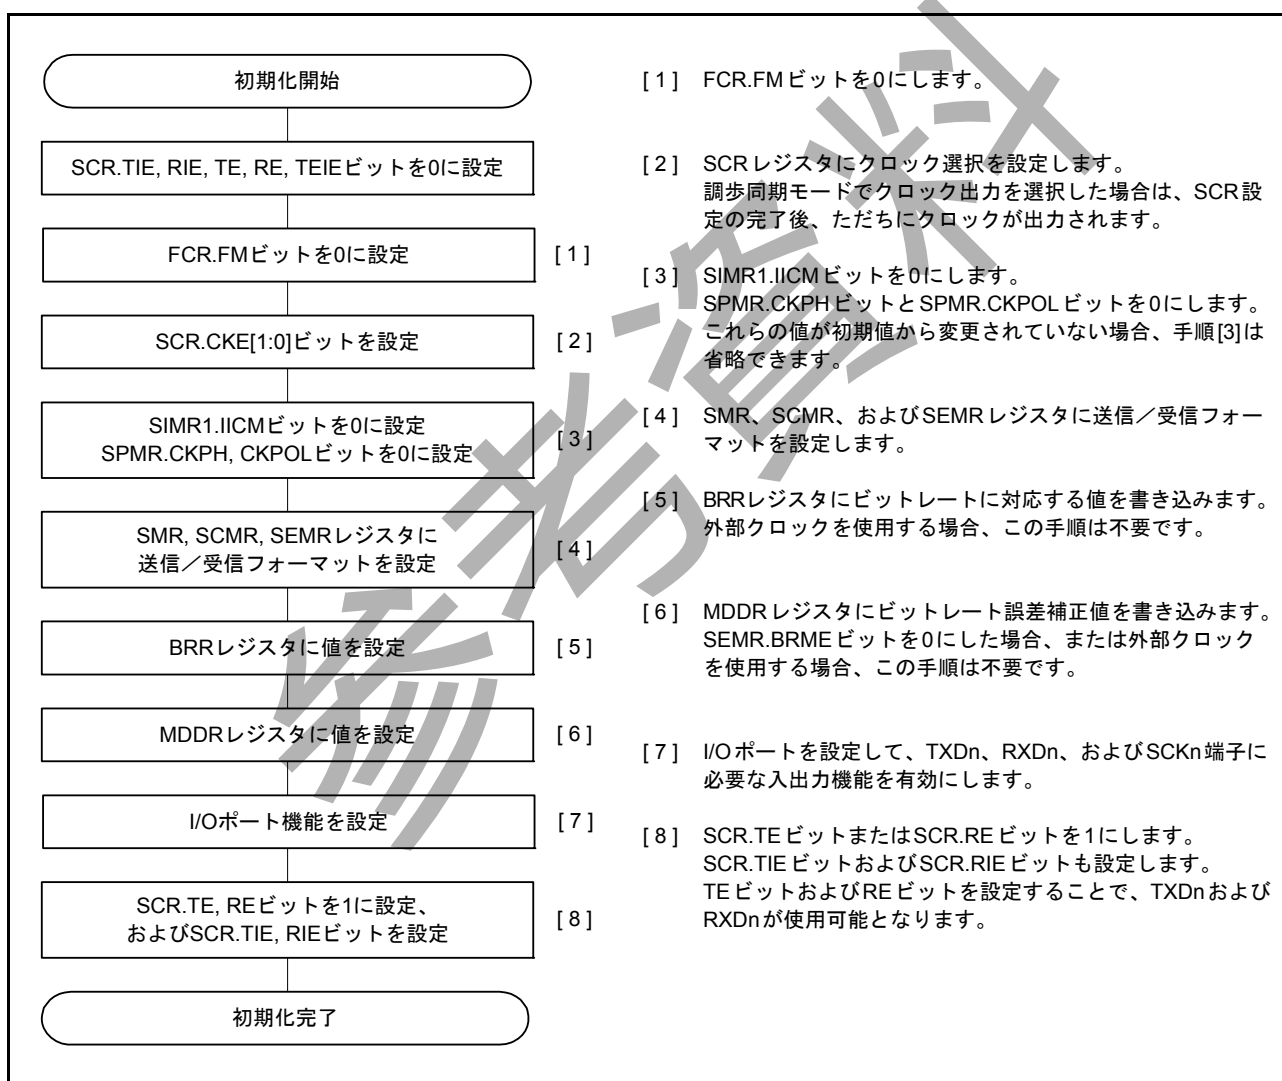 初期化開始
SCR.TIE, RIE, TE, RE, TEIEビットを0に設定
FCR.FMビットを0に設定
[ 1 ]
SCR.CKE[1:0]ビットを設定
[ 2 ]
SIMR1.IICMビットを0に設定
SPMR.CKPH, CKPOLビットを0に設定
[ 3 ]
SMR, SCMR, SEMRレジスタに
送信／受信フォーマットを設定
[ 4 ]
BRRレジスタに値を設定
[ 5 ]
MDDRレジスタに値を設定
[ 6 ]
I/Oポート機能を設定
[ 7 ]
SCR.TE, REビットを1に設定、
およびSCR.TIE, RIEビットを設定
[ 8 ]
初期化完了
[ 1 ] FCR.FMビットを0にします。
[ 2 ] SCRレジスタにクロック選択を設定します。
調歩同期モードでクロック出力を選択した場合は、SCR設
定の完了後、ただちにクロックが出力されます。
[ 3 ] SIMR1.IICMビットを0にします。
SPMR.CKPHビットとSPMR.CKPOLビットを0にします。
これらの値が初期値から変更されていない場合、手順[3]は
省略できます。
[ 4 ] SMR、SCMR、およびSEMRレジスタに送信／受信フォー
マットを設定します。
[ 5 ] BRRレジスタにビットレートに対応する値を書き込みます。
外部クロックを使用する場合、この手順は不要です。
[ 6 ] MDDRレジスタにビットレート誤差補正値を書き込みます。
SEMR.BRMEビットを0にした場合、または外部クロック
を使用する場合、この手順は不要です。
[ 7 ] I/Oポートを設定して、TXDn、RXDn、およびSCKn端子に
必要な入出力機能を有効にします。
[ 8 ] SCR.TEビットまたはSCR.REビットを1にします。
SCR.TIEビットおよびSCR.RIEビットも設定します。
TEビットおよびREビットを設定することで、TXDnおよび
RXDnが使用可能となります。
参考資料